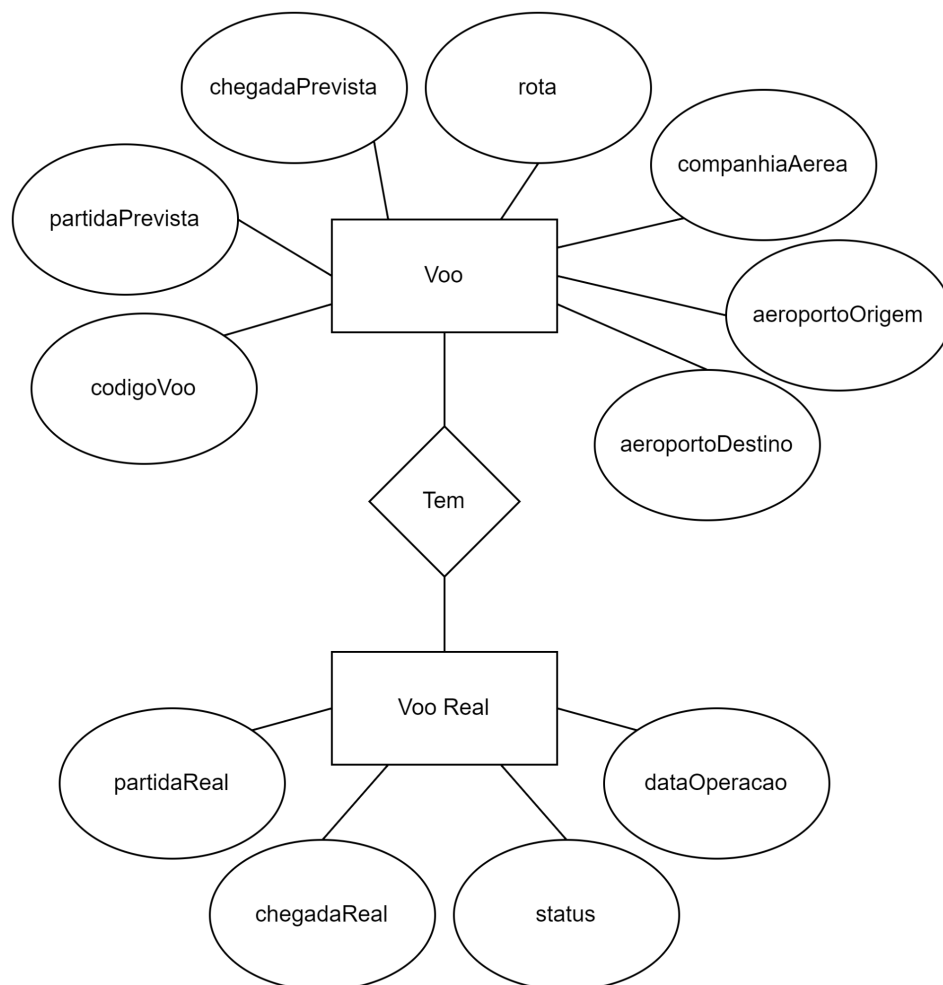 chegadaPrevista
rota
companhiaAerea
partidaPrevista
Voo
aeroportoOrigem
codigoVoo
aeroportoDestino
Tem
Voo Real
partidaReal
dataOperacao
chegadaReal
status